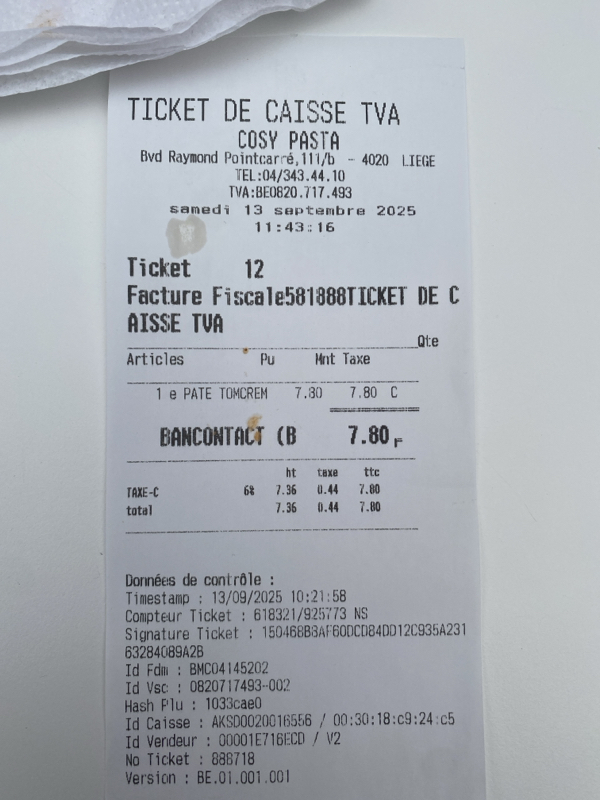 TICKET DE CAISSE TVA
COSY PASTA
Bvd Raymond Pointcarré,111/b - 4020 LIEGE
TEL:04/343.44.10
TVA:BE0820.717.493
samedi 13 septembre 2025
11:43:16
Ticket 12
Facture Fiscale581888TICKET DE C
AISSE TVA
Qte
Articles Pu Mnt Taxe
1 e PATE TOMCREM 7.80 7.80 C
BANCONTACT (B 7.80 F
ht taxe ttc
TAXE-C 6% 7.36 0.44 7.80
total 7.36 0.44 7.80
Données de contrôle :
Timestamp : 13/09/2025 10:21:58
Compteur Ticket : 618321/925773 NS
Signature Ticket : 150468B8AF60DCD84DD12C935A231
63284089A2B
Id Fdm : BMC04145202
Id Vsc : 0820717493-002
Hash Plu : 1033cae0
Id Caisse : AKSD0020016556 / 00:30:18:c9:24:c5
Id Vendeur : 00001E716ECD / V2
No Ticket : 886718
Version : BE.01.001.001